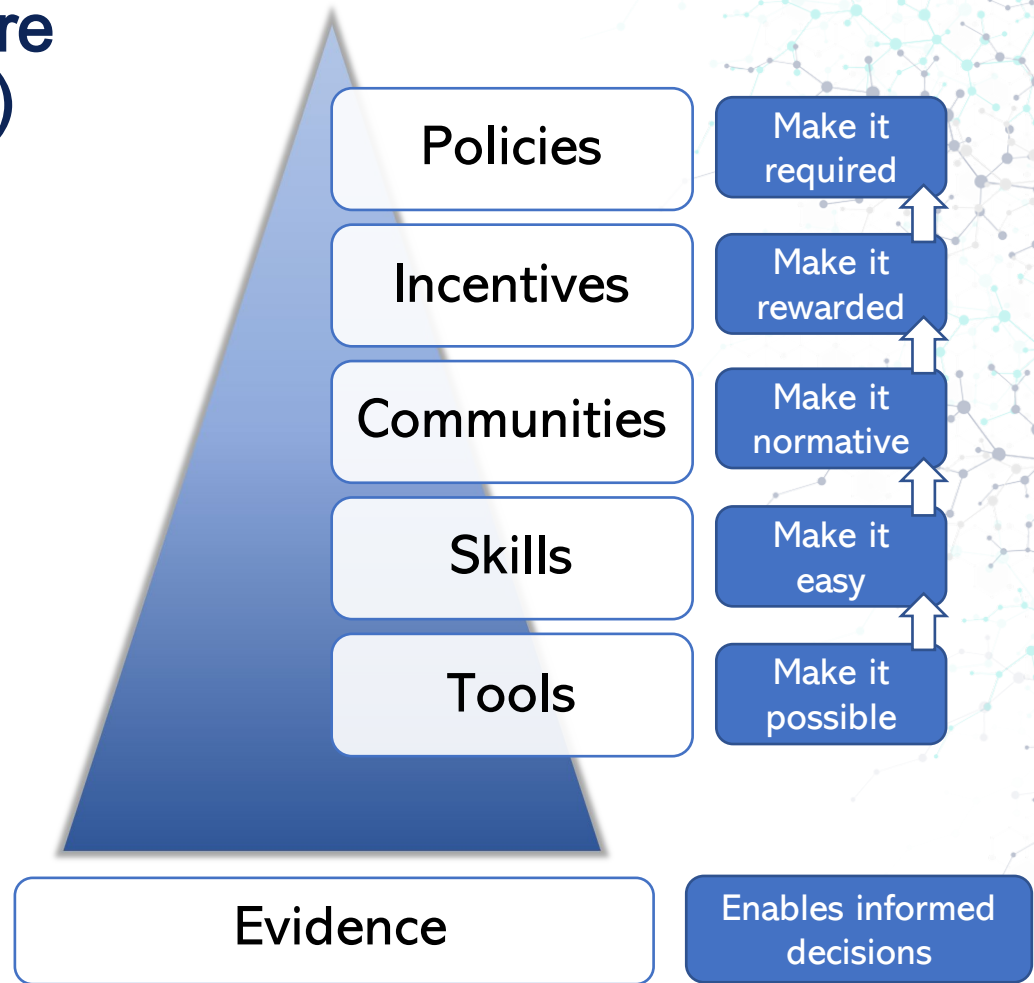 re
)
Policies
Make it
required
Incentives
Make it
rewarded
Communities
Make it
normative
Skills
Make it
easy
Tools
Make it
possible
Evidence
Enables informed
decisions